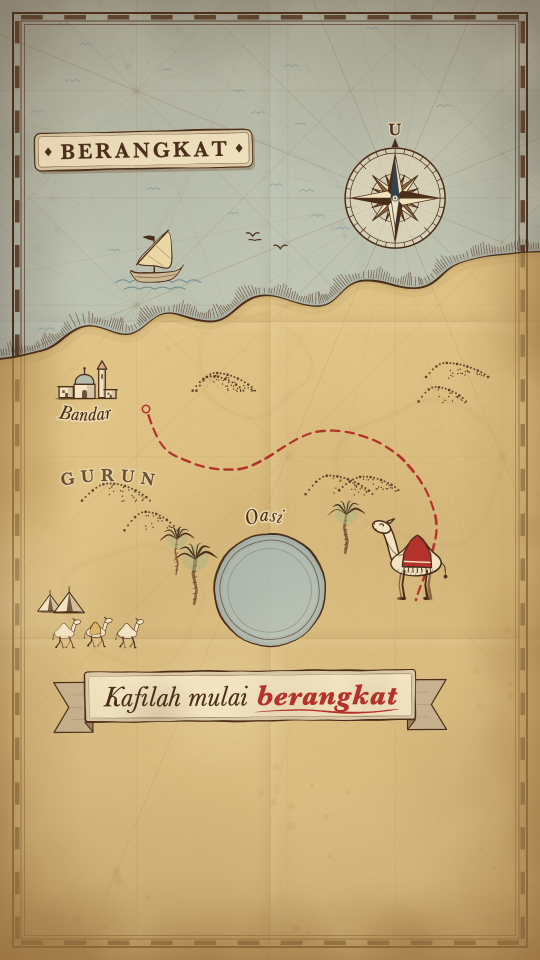 U
BERANGKAT
Bandar
GURUN
Oasi
Kafilah mulai berangkat